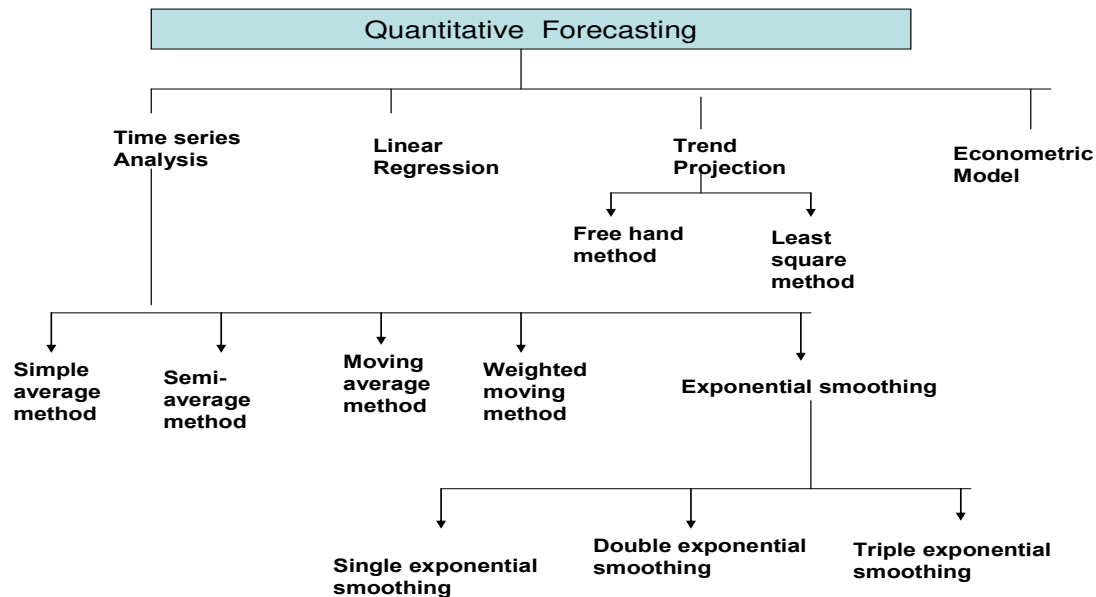 Quantitative Forecasting
Time series
Analysis
Linear
Regression
Trend
Projection
Econometric
Model
Free hand
method
Least
square
method
Simple
average
method
Semi-
average
method
Moving
average
method
Weighted
moving
method
Exponential smoothing
Single exponential
smoothing
Double exponential
smoothing
Triple exponential
smoothing